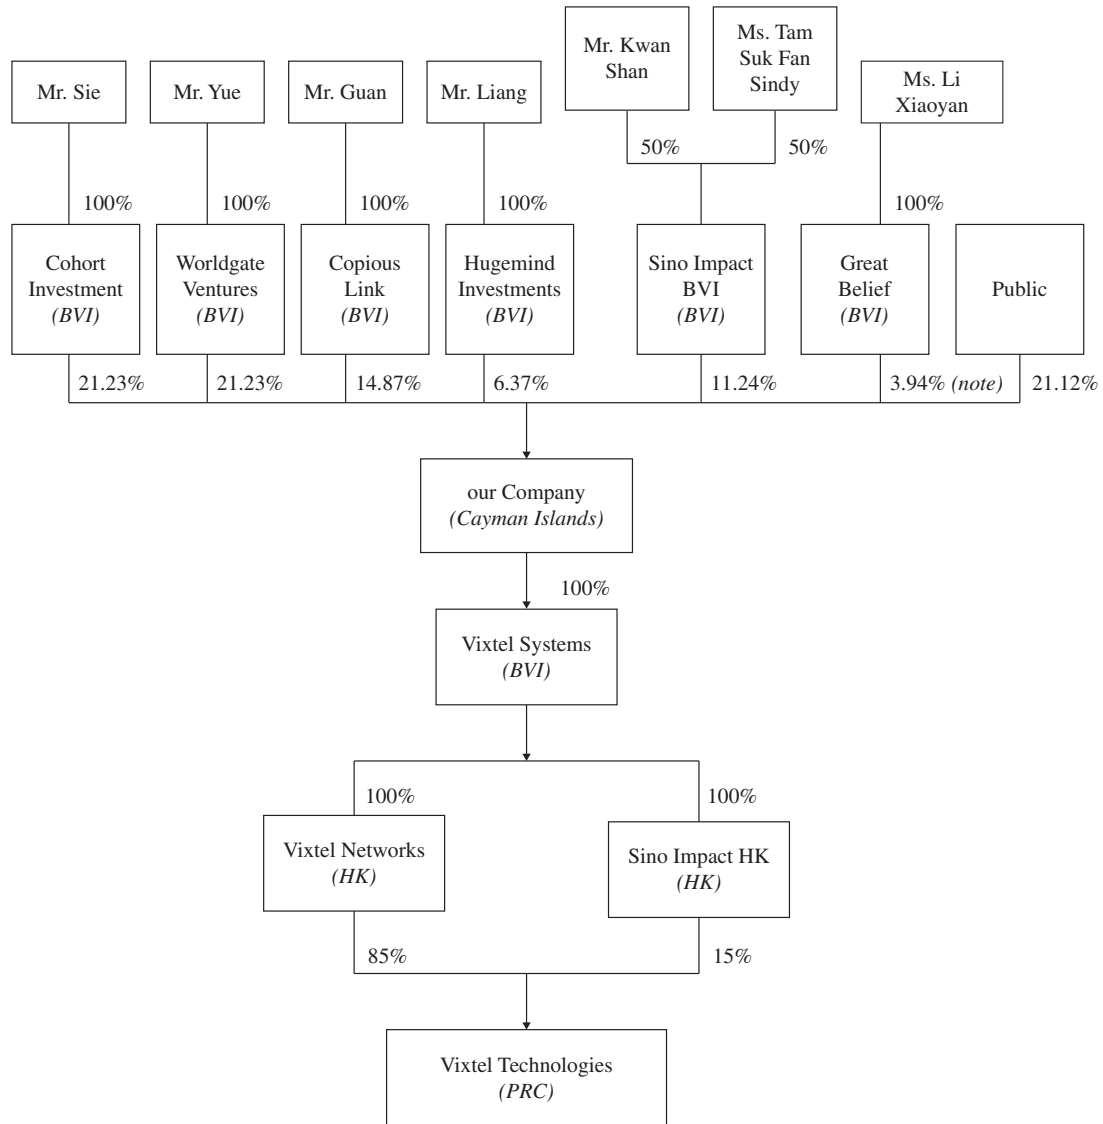 Mr. Sie
Mr. Yue
Mr. Guan
Mr. Liang
Mr. Kwan
Shan
Ms. Tam
Suk Fan
Sindy
Ms. Li
Xiaoyan
50%
50%
100%
100%
100%
100%
100%
Cohort
Investment
(BVI)
Worldgate
Ventures
(BVI)
Copious
Link
(BVI)
Hugemind
Investments
(BVI)
Sino Impact
BVI
(BVI)
Great
Belief
(BVI)
Public
21.23%
21.23%
14.87%
6.37%
11.24%
3.94% (note)
21.12%
our Company
(Cayman Islands)
100%
Vixtel Systems
(BVI)
100%
100%
Vixtel Networks
(HK)
Sino Impact HK
(HK)
85%
15%
Vixtel Technologies
(PRC)